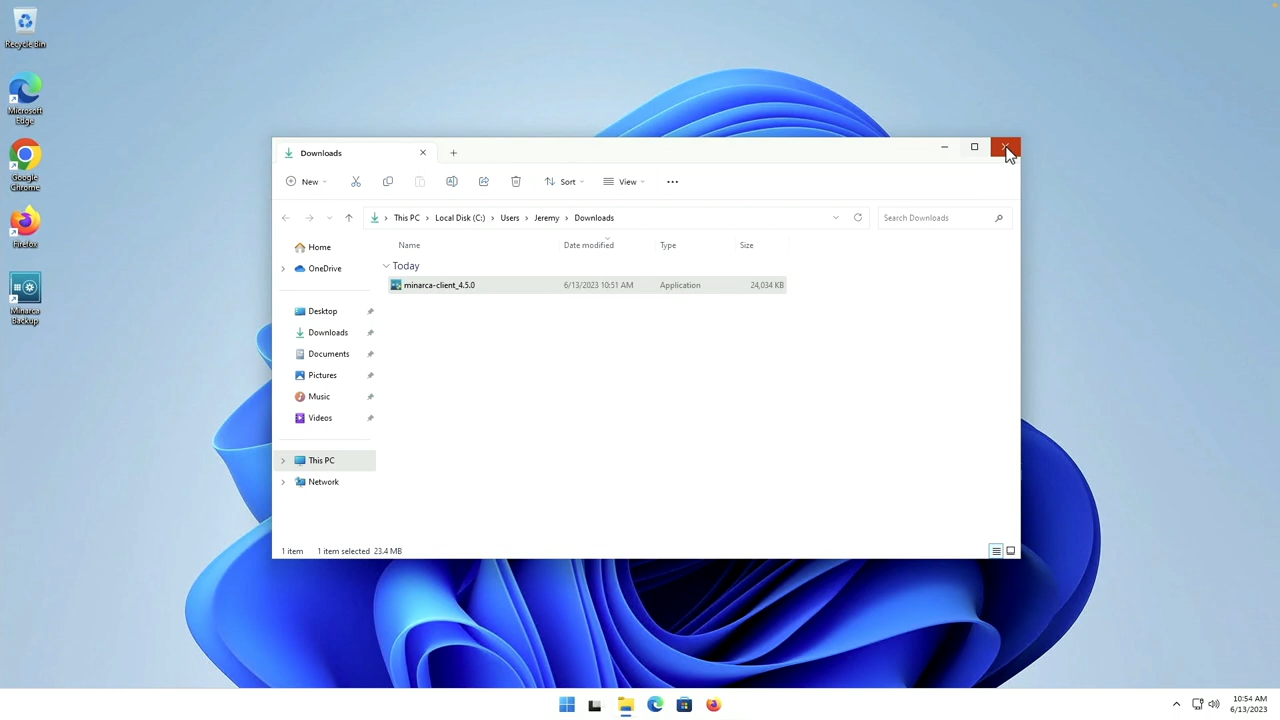 Recycle Bin
Microsoft
Edge
Google
Chrome
Firefox
Minarca
Backup
Downloads
New
Sort
View
This PC
Local Disk (C:)
Users
Jeremy
Downloads
Search Downloads
Home
OneDrive
Desktop
Downloads
Documents
Pictures
Music
Videos
This PC
Network
Name
Date modified
Type
Size
Today
minarca-client_4.5.0
6/13/2023 10:51 AM
Application
24,034 KB
1 item
1 item selected
23.4 MB
10:54 AM
6/13/2023